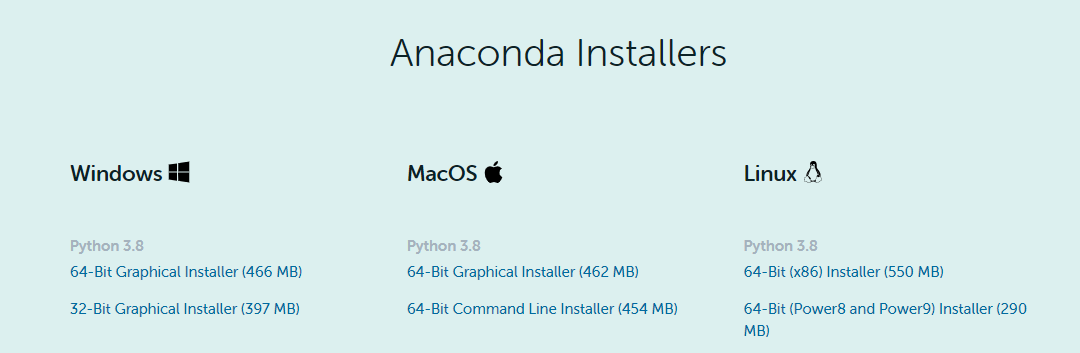 Anaconda Installers
Windows
Python 3.8
64-Bit Graphical Installer (466 MB)
32-Bit Graphical Installer (397 MB)
MacOS
Python 3.8
64-Bit Graphical Installer (462 MB)
64-Bit Command Line Installer (454 MB)
Linux
Python 3.8
64-Bit (x86) Installer (550 MB)
64-Bit (Power8 and Power9) Installer (290
MB)